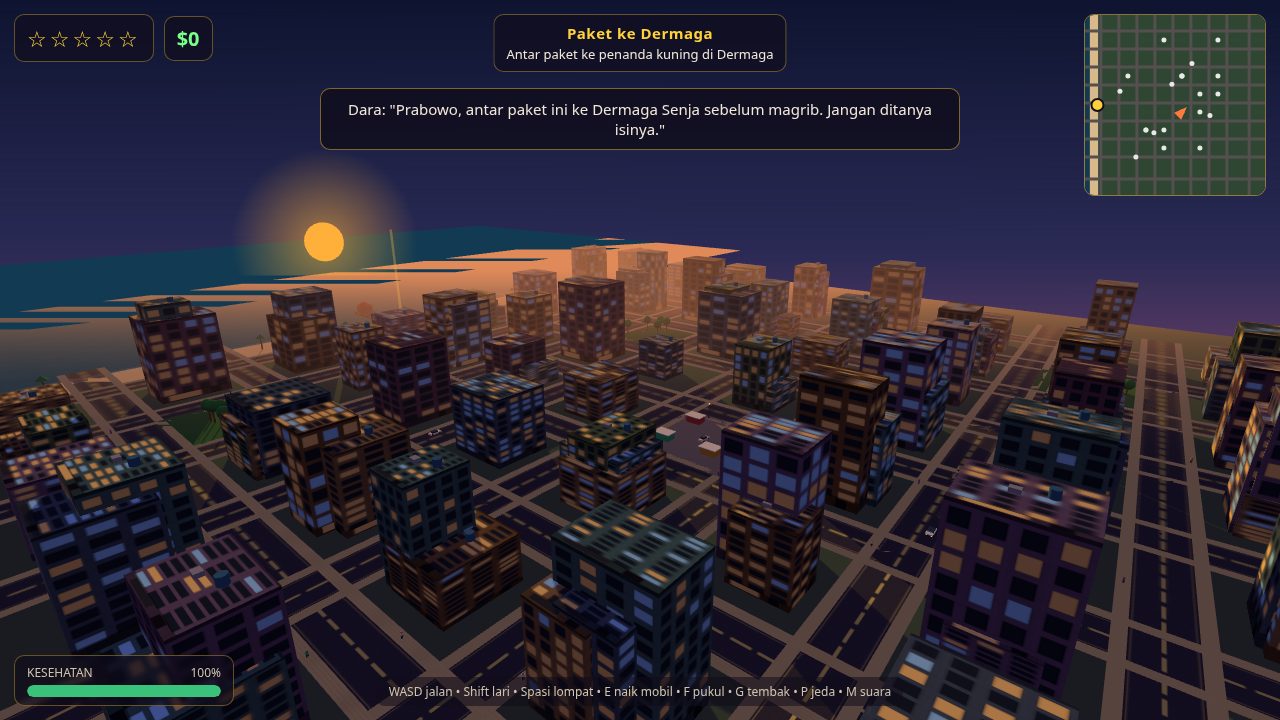 ☆☆☆☆☆
$0
Paket ke Dermaga
Antar paket ke penanda kuning di Dermaga
Dara: "Prabowo, antar paket ini ke Dermaga Senja sebelum magrib. Jangan ditanya
isinya."
KESEHATAN 100%
WASD jalan • Shift lari • Spasi lompat • E naik mobil • F pukul • G tembak • P jeda • M suara